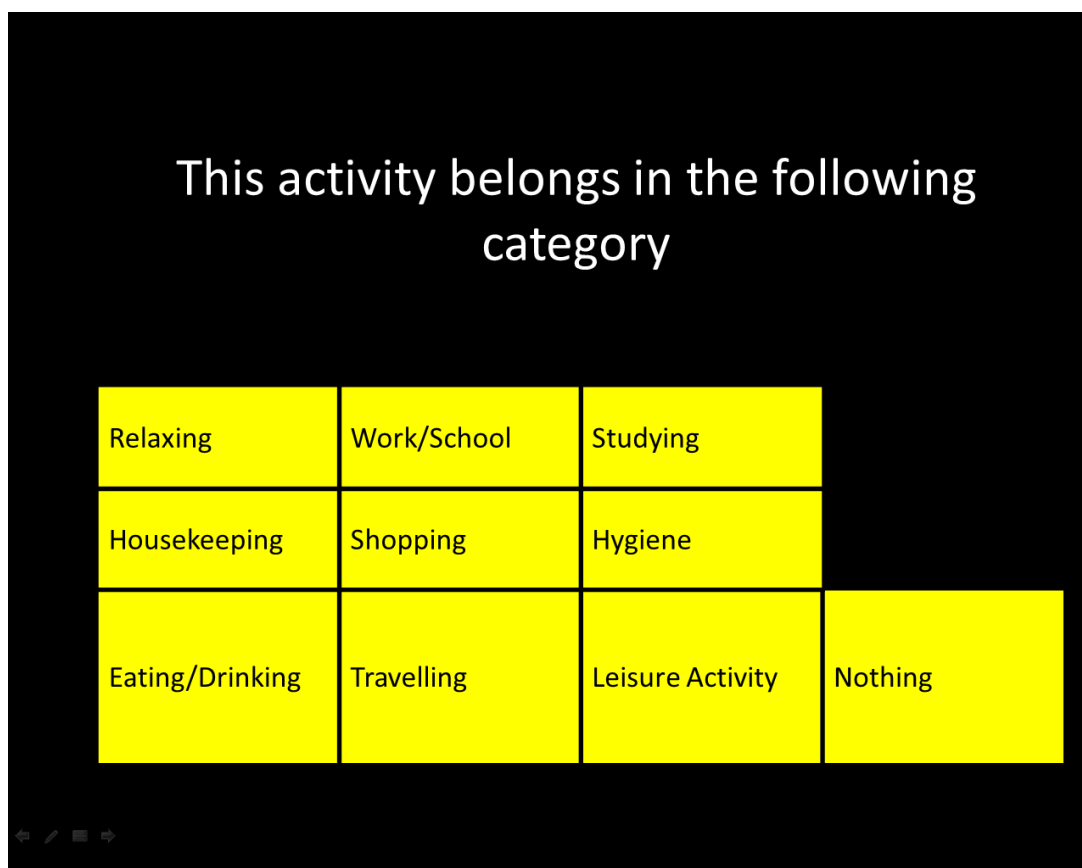 This activity belongs in the following
category
Relaxing Work/School Studying
Housekeeping Shopping Hygiene
Eating/Drinking Travelling Leisure Activity Nothing